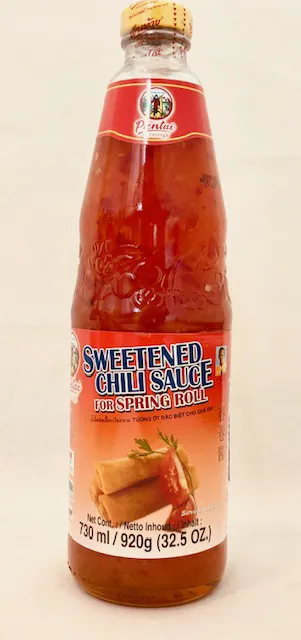 Pantai
SWEETENED
CHILI SAUCE
FOR SPRING ROLL
TƯƠNG ỚT ĐẶC BIỆT CHO CHẢ GIÒ
Net Cont. : / Netto Inhoud : / Inhalt :
730 ml / 920g (32.5 OZ.)